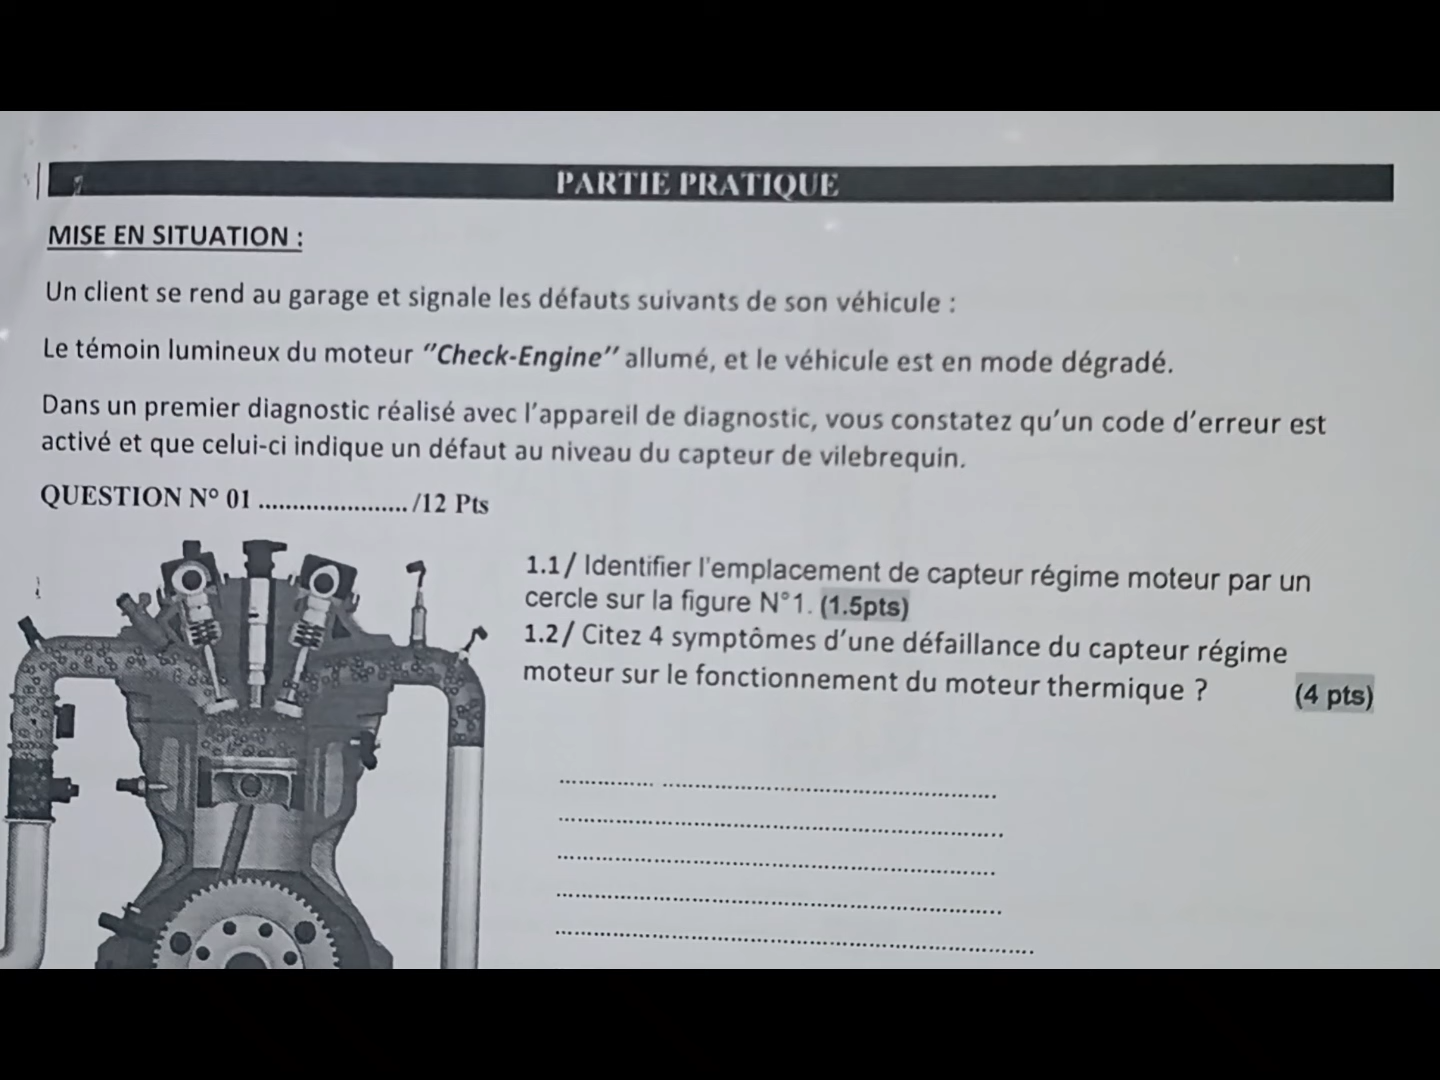 PARTIE PRATIQUE
MISE EN SITUATION :
Un client se rend au garage et signale les défauts suivants de son véhicule :
Le témoin lumineux du moteur ‘’Check-Engine’’ allumé, et le véhicule est en mode dégradé.
Dans un premier diagnostic réalisé avec l’appareil de diagnostic, vous constatez qu’un code d’erreur est
activé et que celui-ci indique un défaut au niveau du capteur de vilebrequin.
QUESTION N° 01 ...................... /12 Pts
1.1/ Identifier l’emplacement de capteur régime moteur par un
cercle sur la figure N°1. (1.5pts)
1.2/ Citez 4 symptômes d’une défaillance du capteur régime
moteur sur le fonctionnement du moteur thermique ? (4 pts)